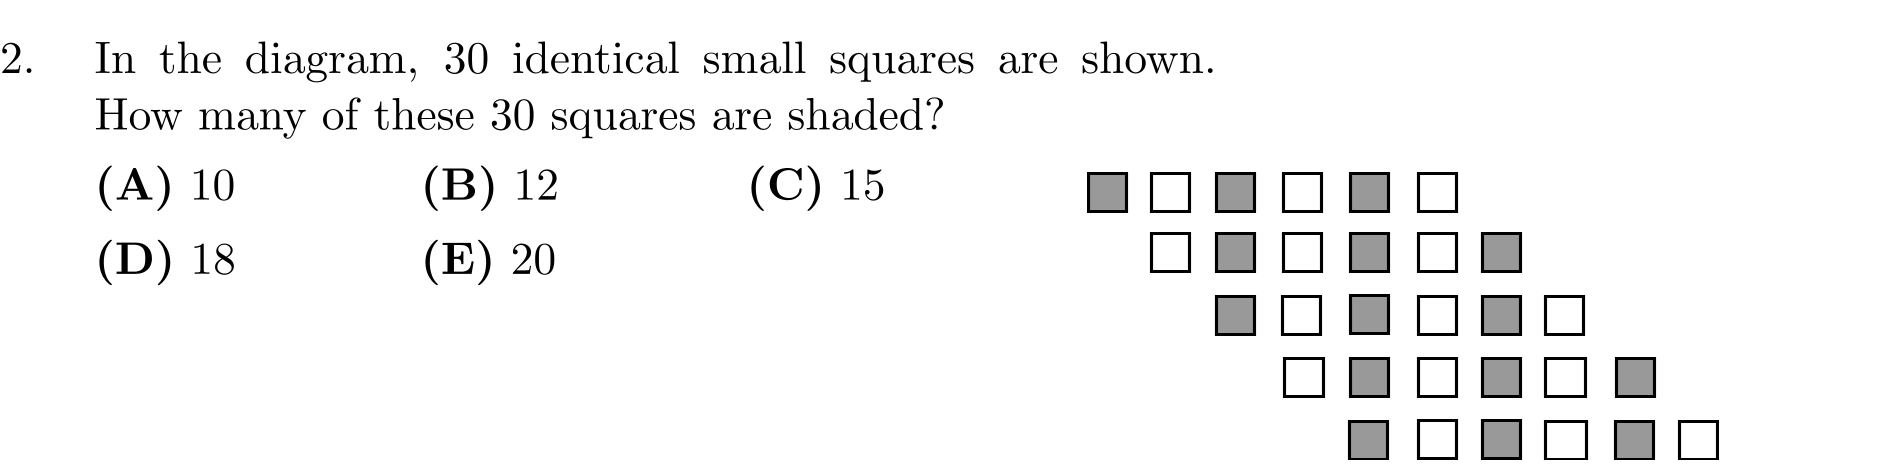 2. In the diagram, 30 identical small squares are shown.
How many of these 30 squares are shaded?
(A) 10 (B) 12 (C) 15
(D) 18 (E) 20